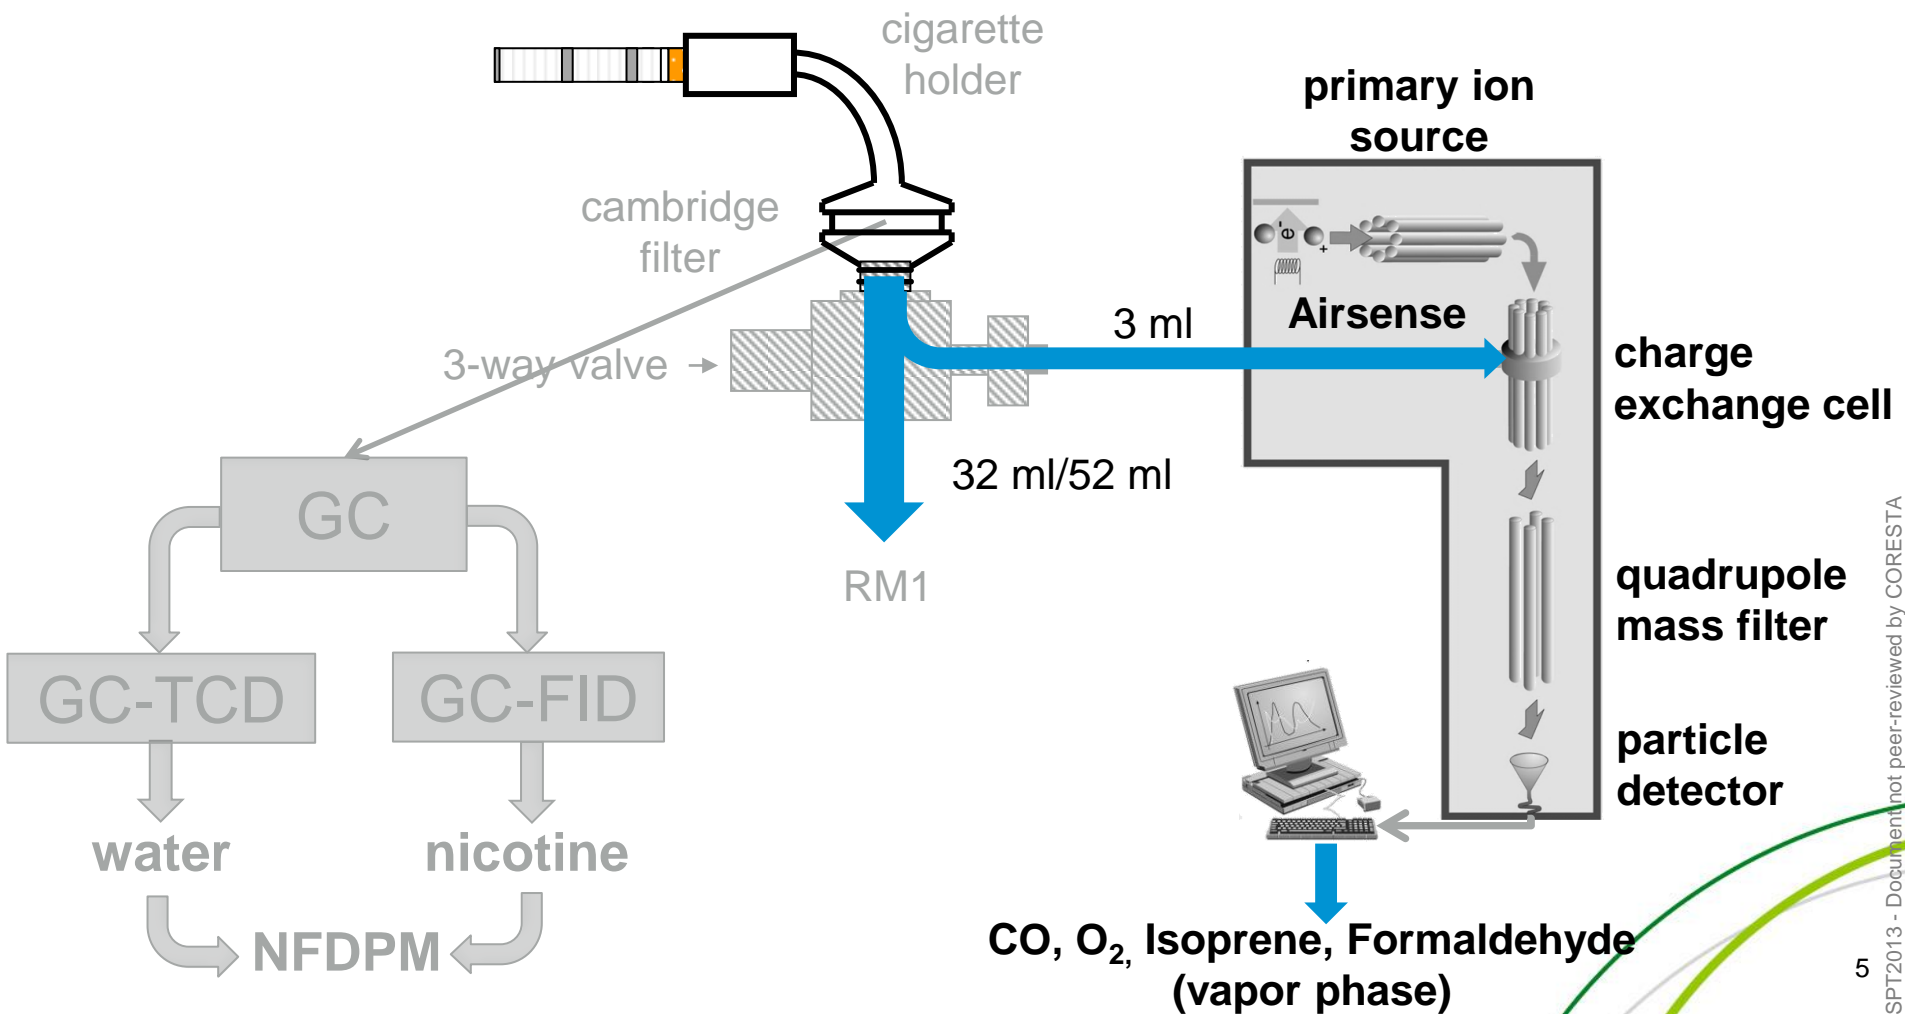 cigarette
holder
primary ion
source
cambridge
filter
e-
+
Airsense
3 ml
3-way valve
charge
exchange cell
32 ml/52 ml
GC
RM1
quadrupole
mass filter
GC-TCD
GC-FID
particle
detector
water
nicotine
NFDPM
CO, O2, Isoprene, Formaldehyde
(vapor phase)
5
SPT2013 - Document not peer-reviewed by CORESTA